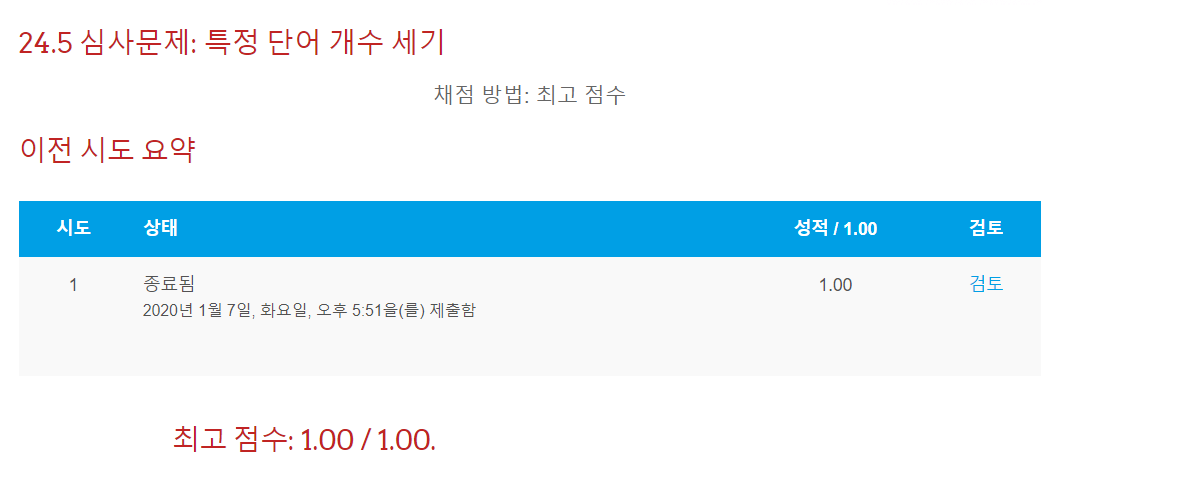 24.5 심사문제: 특정 단어 개수 세기
채점 방법: 최고 점수
이전 시도 요약
시도 상태 성적 / 1.00 검토
1 종료됨 1.00 검토
2020년 1월 7일, 화요일, 오후 5:51을(를) 제출함
최고 점수: 1.00 / 1.00.